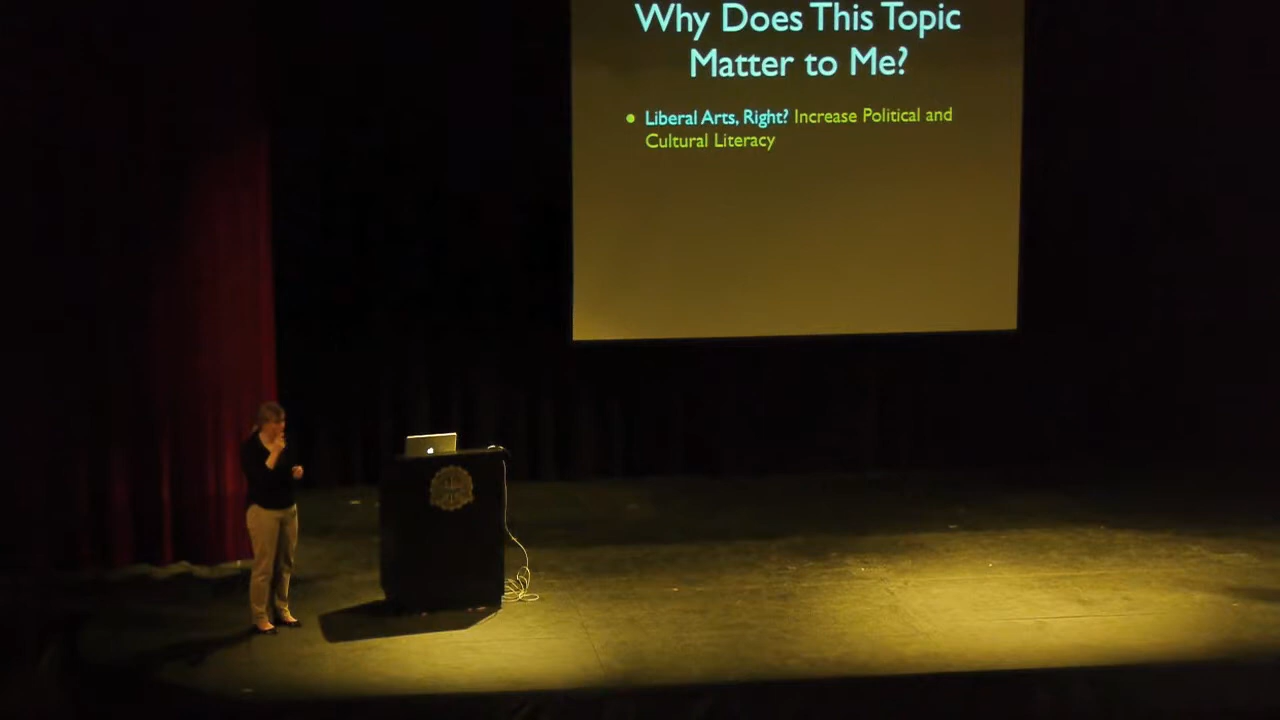 Why Does This Topic
Matter to Me?
• Liberal Arts, Right? Increase Political and
Cultural Literacy